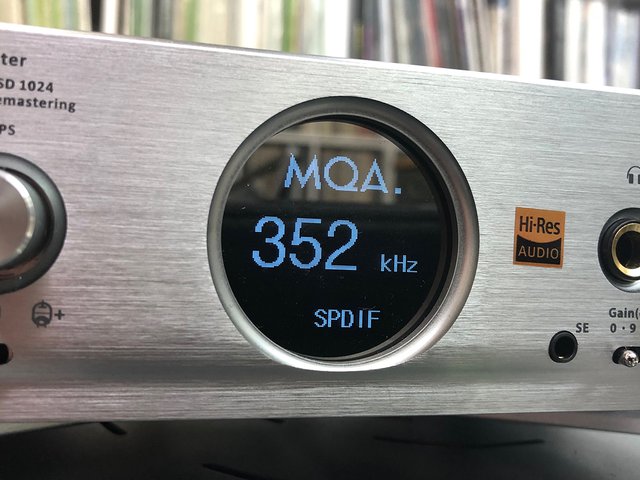 ter
SD 1024
emastering
PS
+
MQA.
352 kHz
SPDIF
Hi-Res
AUDIO
SE
Gain(
0 · 9